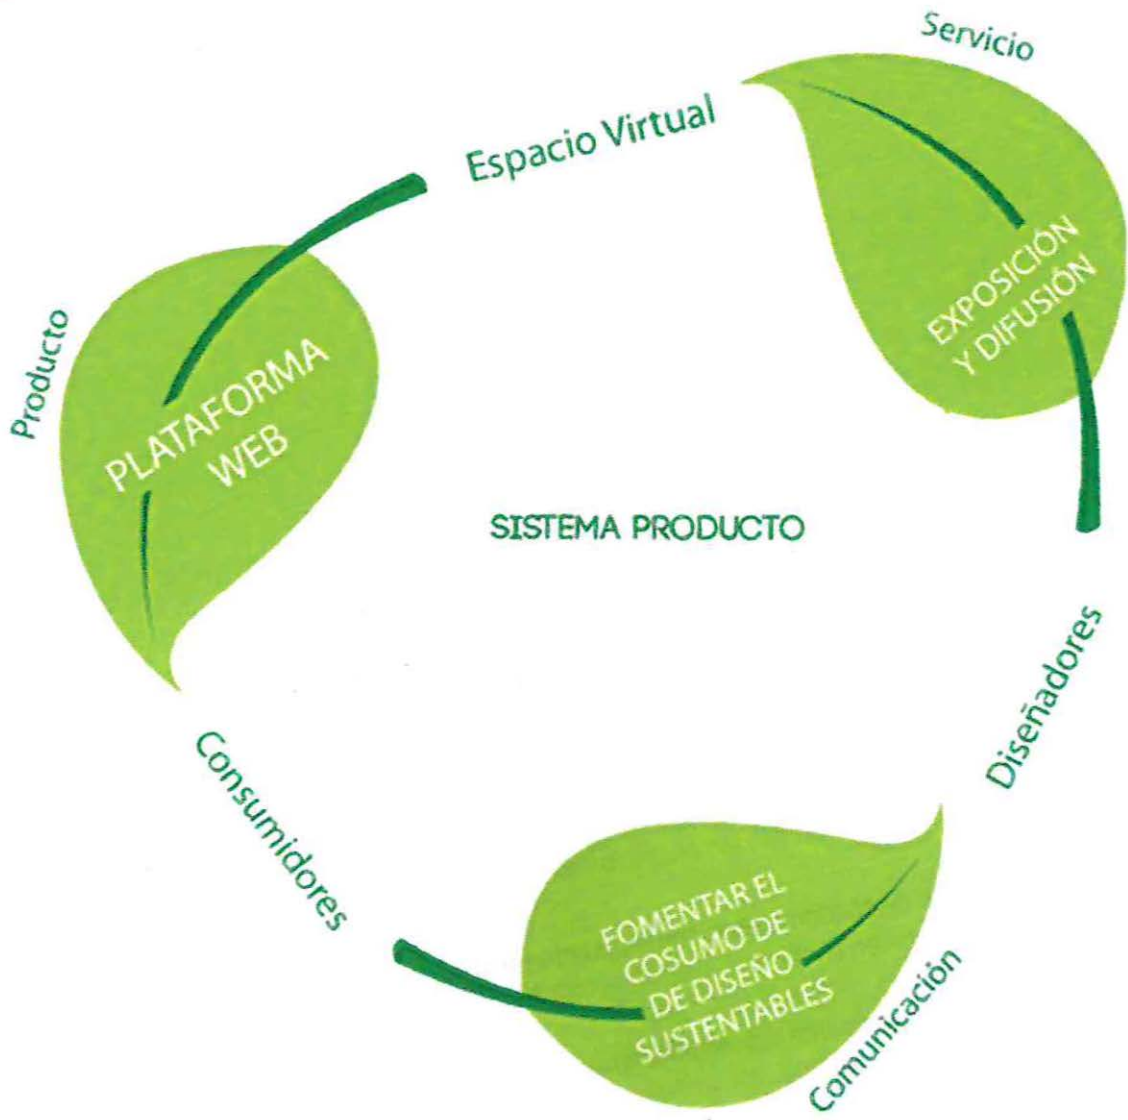 Servicio
Espacio Virtual
EXPOSICIÓN
Y DIFUSIÓN
Producto
PLATAFORMA
WEB
SISTEMA PRODUCTO
Diseñadores
Consumidores
FOMENTAR EL
COSUMO DE
DE DISEÑO
SUSTENTABLES
Comunicación